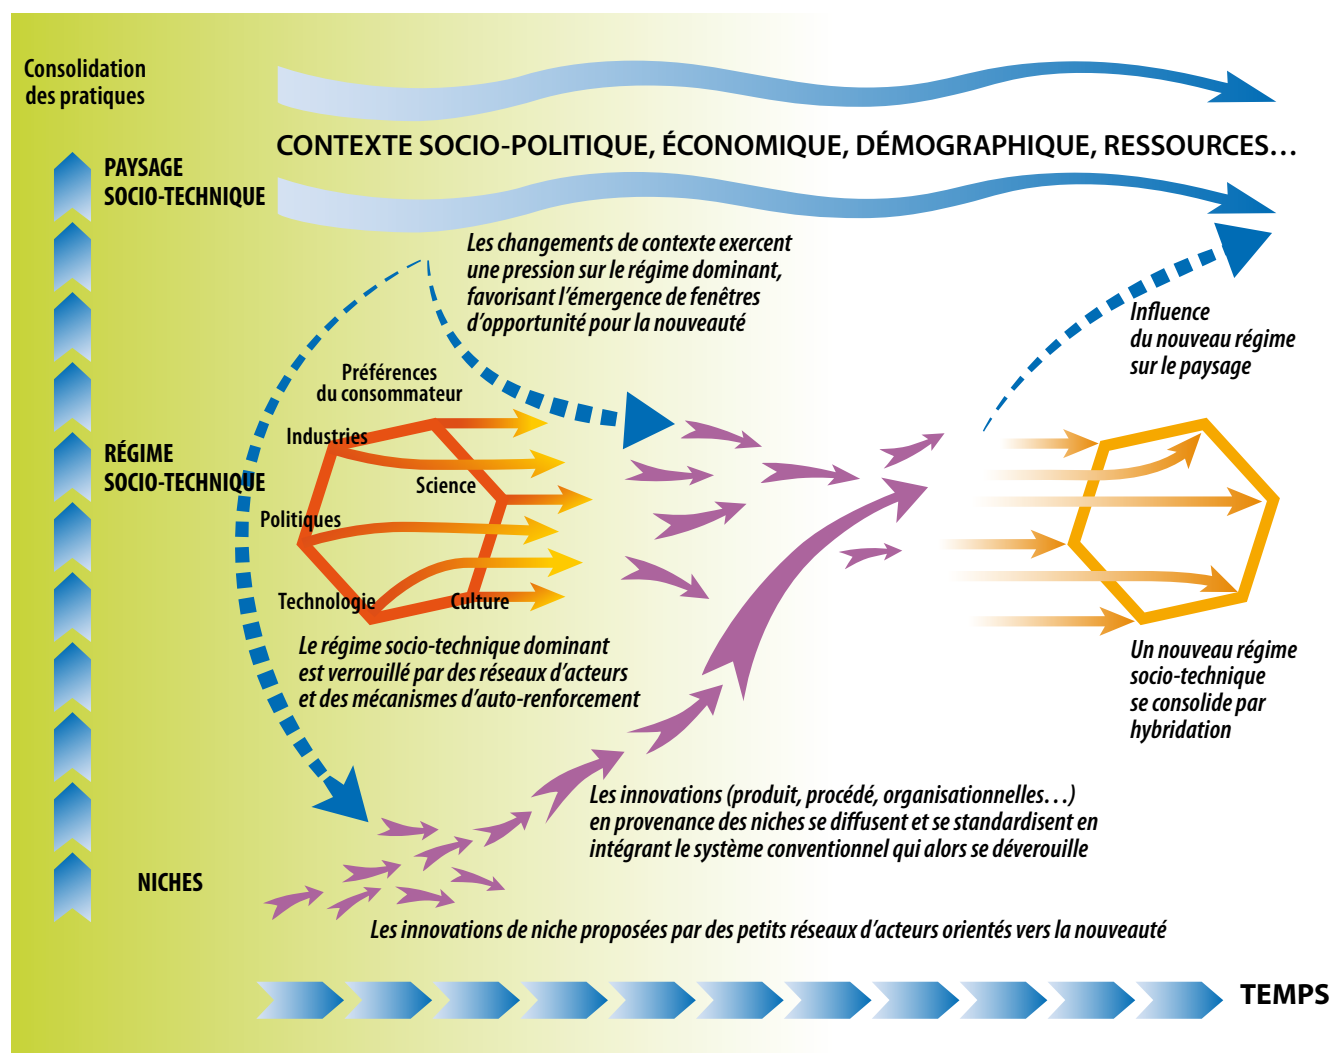 Consolidation
des pratiques
CONTEXTE SOCIO-POLITIQUE, ÉCONOMIQUE, DÉMOGRAPHIQUE, RESSOURCES…
PAYSAGE
SOCIO-TECHNIQUE
Les changements de contexte exercent
une pression sur le régime dominant,
favorisant l’émergence de fenêtres
d’opportunité pour la nouveauté
Influence
du nouveau régime
sur le paysage
Préférences
du consommateur
Industries
RÉGIME
SOCIO-TECHNIQUE
Science
Politiques
Technologie
Culture
Le régime socio-technique dominant
est verrouillé par des réseaux d’acteurs
et des mécanismes d’auto-renforcement
Un nouveau régime
socio-technique
se consolide par
hybridation
Les innovations (produit, procédé, organisationnelles…)
en provenance des niches se diffusent et se standardisent en
intégrant le système conventionnel qui alors se déverouille
NICHES
Les innovations de niche proposées par des petits réseaux d’acteurs orientés vers la nouveauté
TEMPS